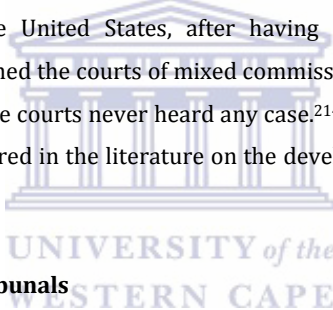 e United States, after having
ned the courts of mixed commiss
e courts never heard any case.²¹
red in the literature on the deve
UNIVERSITY of the
bunals
WESTERN CAPE